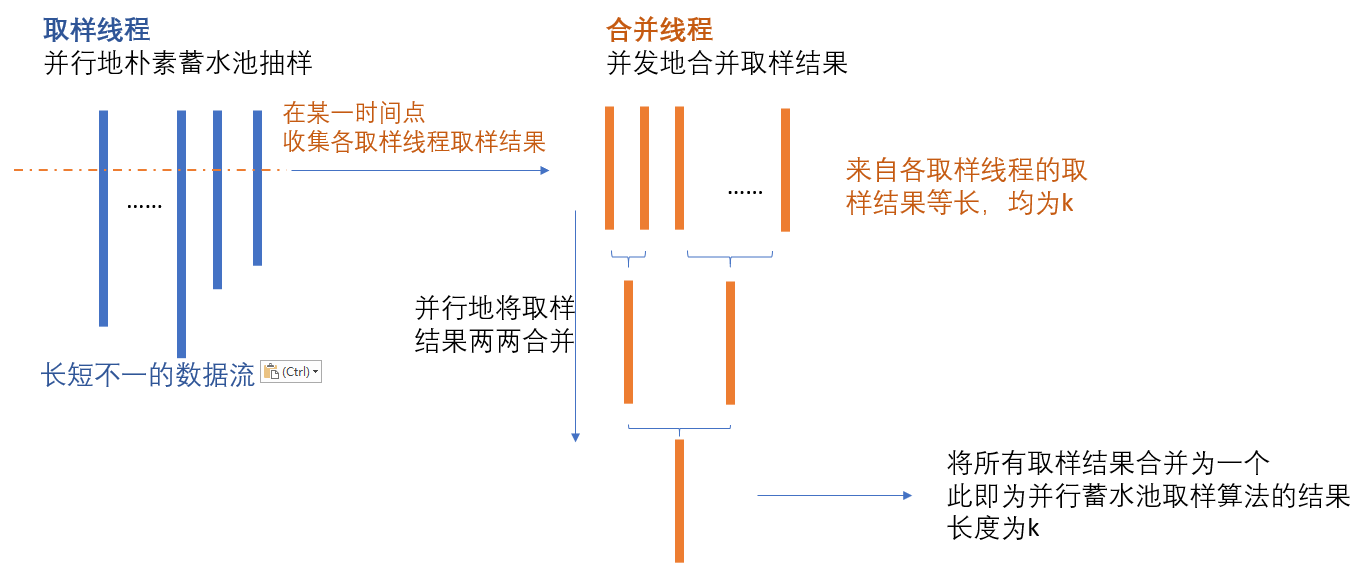 取样线程
并行地朴素蓄水池抽样
在某一时间点
收集各取样线程取样结果
……
长短不一的数据流
(Ctrl)
合并线程
并发地合并取样结果
……
来自各取样线程的取
样结果等长，均为k
并行地将取样
结果两两合并
将所有取样结果合并为一个
此即为并行蓄水池取样算法的结果
长度为k